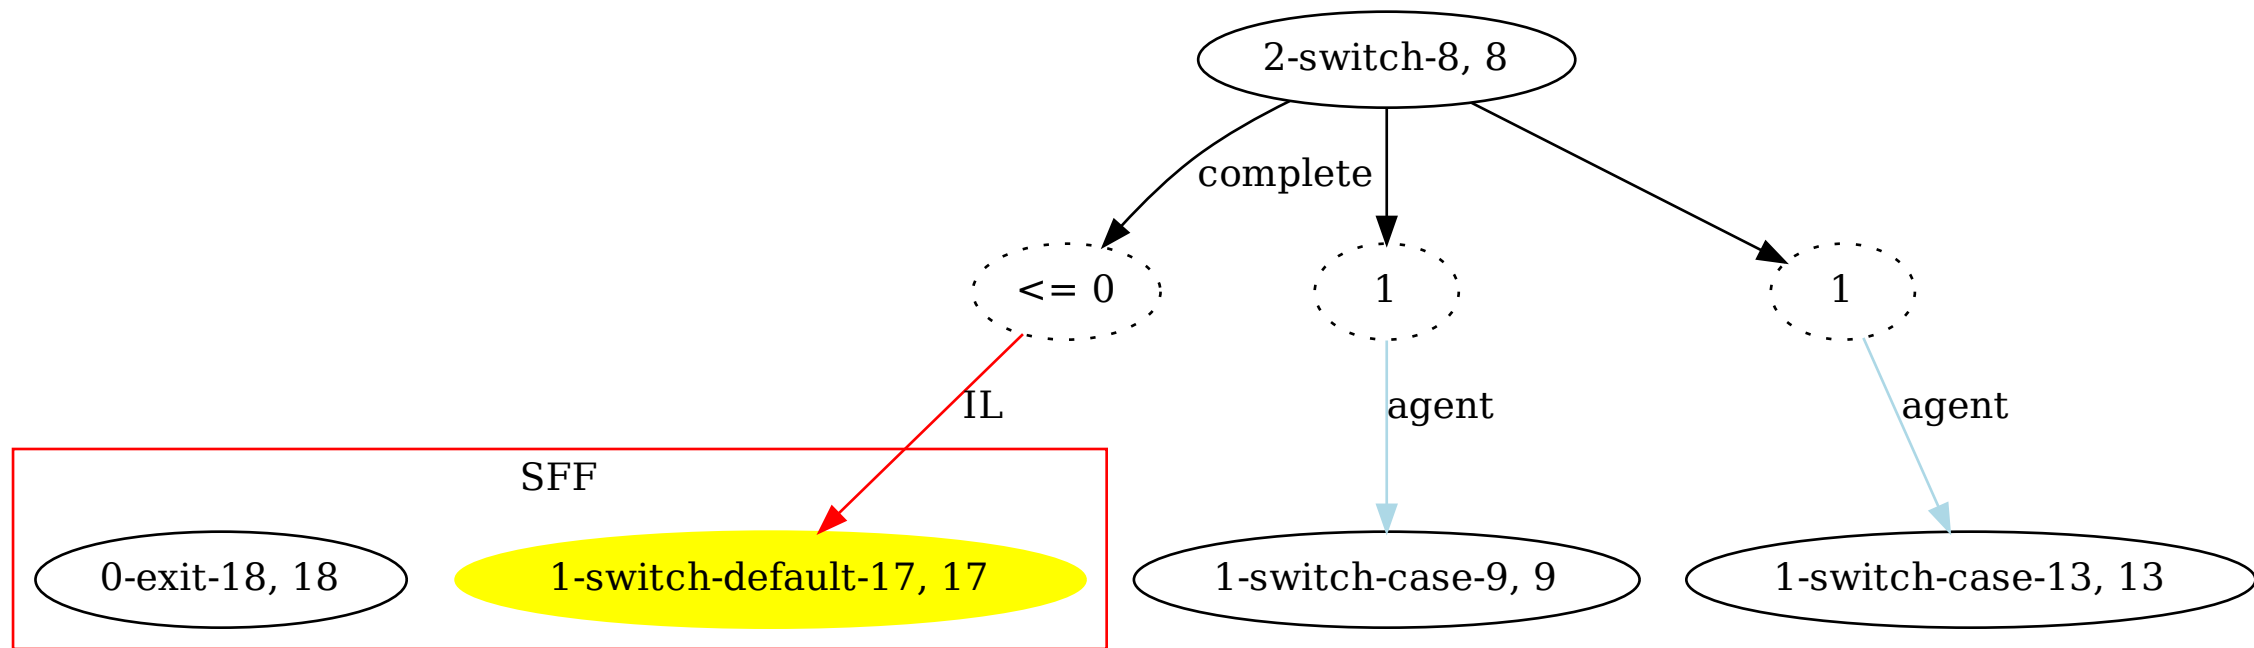 2-switch-8, 8
complete
<= 0
1
1
IL
agent
agent
SFF
0-exit-18, 18
1-switch-default-17, 17
1-switch-case-9, 9
1-switch-case-13, 13